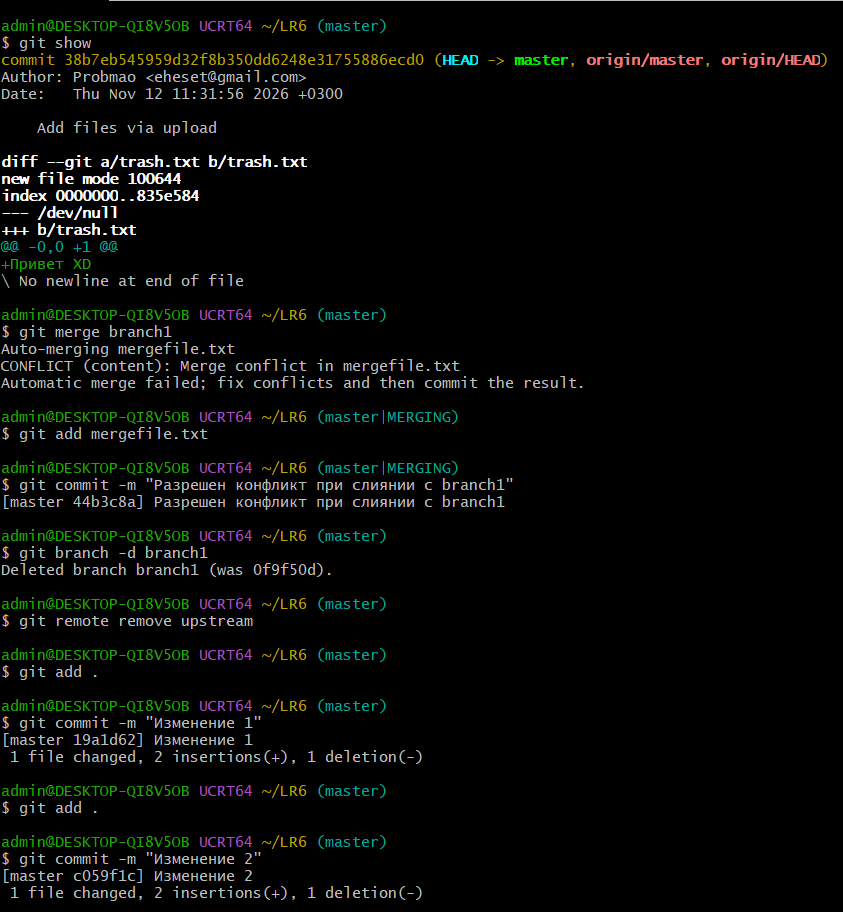 admin@DESKTOP-QI8V5OB UCRT64 ~/LR6 (master)
$ git show
commit 38b7eb545959d32f8b350dd6248e31755886ecd0 (HEAD -> master, origin/master, origin/HEAD)
Author: Probmao <eheset@gmail.com>
Date:   Thu Nov 12 11:31:56 2026 +0300
    Add files via upload
diff --git a/trash.txt b/trash.txt
new file mode 100644
index 0000000..835e584
--- /dev/null
+++ b/trash.txt
@@ -0,0 +1 @@
+Привет XD
\ No newline at end of file
admin@DESKTOP-QI8V5OB UCRT64 ~/LR6 (master)
$ git merge branch1
Auto-merging mergefile.txt
CONFLICT (content): Merge conflict in mergefile.txt
Automatic merge failed; fix conflicts and then commit the result.
admin@DESKTOP-QI8V5OB UCRT64 ~/LR6 (master|MERGING)
$ git add mergefile.txt
admin@DESKTOP-QI8V5OB UCRT64 ~/LR6 (master|MERGING)
$ git commit -m "Разрешен конфликт при слиянии с branch1"
[master 44b3c8a] Разрешен конфликт при слиянии с branch1
admin@DESKTOP-QI8V5OB UCRT64 ~/LR6 (master)
$ git branch -d branch1
Deleted branch branch1 (was 0f9f50d).
admin@DESKTOP-QI8V5OB UCRT64 ~/LR6 (master)
$ git remote remove upstream
admin@DESKTOP-QI8V5OB UCRT64 ~/LR6 (master)
$ git add .
admin@DESKTOP-QI8V5OB UCRT64 ~/LR6 (master)
$ git commit -m "Изменение 1"
[master 19a1d62] Изменение 1
 1 file changed, 2 insertions(+), 1 deletion(-)
admin@DESKTOP-QI8V5OB UCRT64 ~/LR6 (master)
$ git add .
admin@DESKTOP-QI8V5OB UCRT64 ~/LR6 (master)
$ git commit -m "Изменение 2"
[master c059f1c] Изменение 2
 1 file changed, 2 insertions(+), 1 deletion(-)